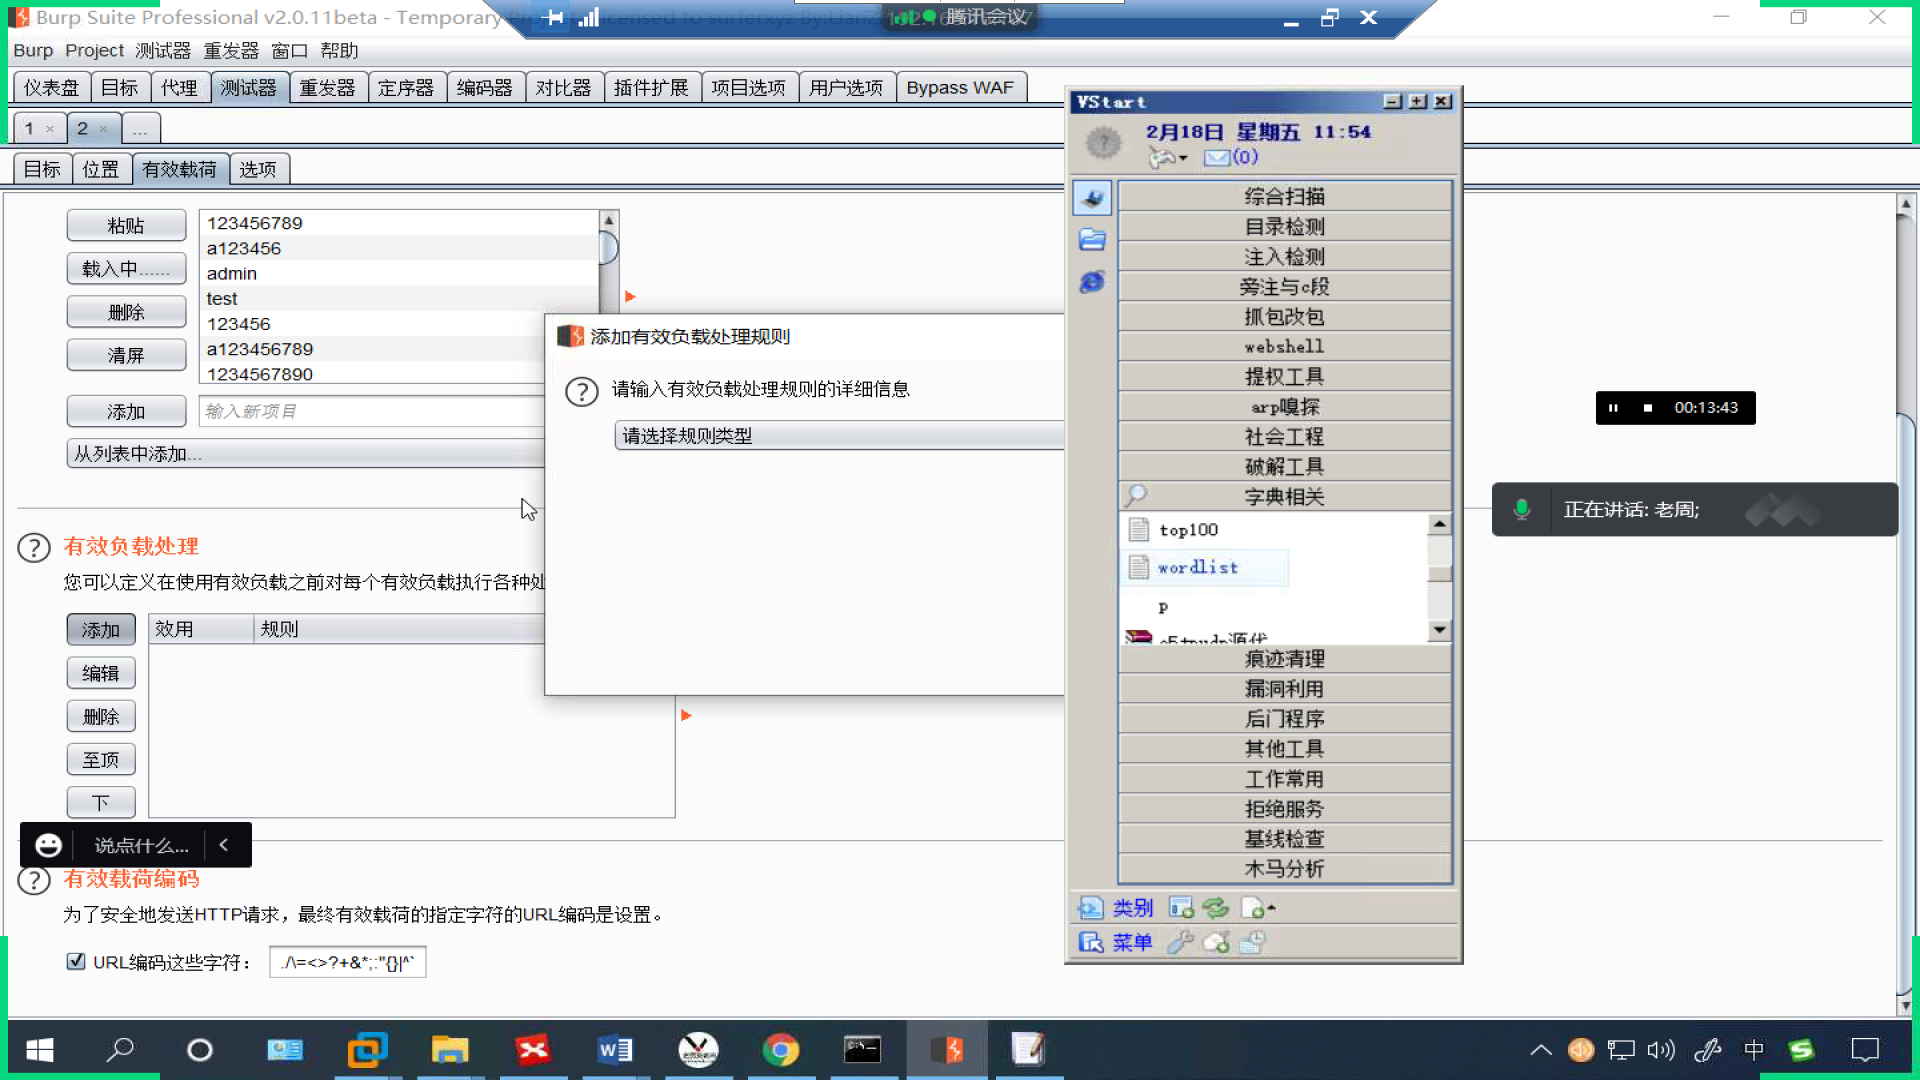 Burp Suite Professional v2.0.11beta - Temporary
licensed to surferxyz By:LianZ
腾讯会议
Burp Project 测试器 重发器 窗口 帮助
仪表盘 目标 代理 测试器 重发器 定序器 编码器 对比器 插件扩展 项目选项 用户选项 Bypass WAF
1 × 2 × ...
目标 位置 有效载荷 选项
粘贴
载入中......
删除
清屏
添加
输入新项目
从列表中添加...
123456789
a123456
admin
test
123456
a123456789
1234567890
添加有效负载处理规则
请输入有效负载处理规则的详细信息
请选择规则类型
有效负载处理
您可以定义在使用有效负载之前对每个有效负载执行各种处
添加
编辑
删除
至顶
下
效用 规则
说点什么...
有效载荷编码
为了安全地发送HTTP请求，最终有效载荷的指定字符的URL编码是设置。
URL编码这些字符：
./\=<>?+&*;:"{}|^`
VStart
2月18日 星期五 11:54
(0)
综合扫描
目录检测
注入检测
旁注与c段
抓包改包
webshell
提权工具
arp嗅探
社会工程
破解工具
字典相关
top100
wordlist
p
痕迹清理
漏洞利用
后门程序
其他工具
工作常用
拒绝服务
基线检查
木马分析
类别
菜单
00:13:43
正在讲话: 老周;
中